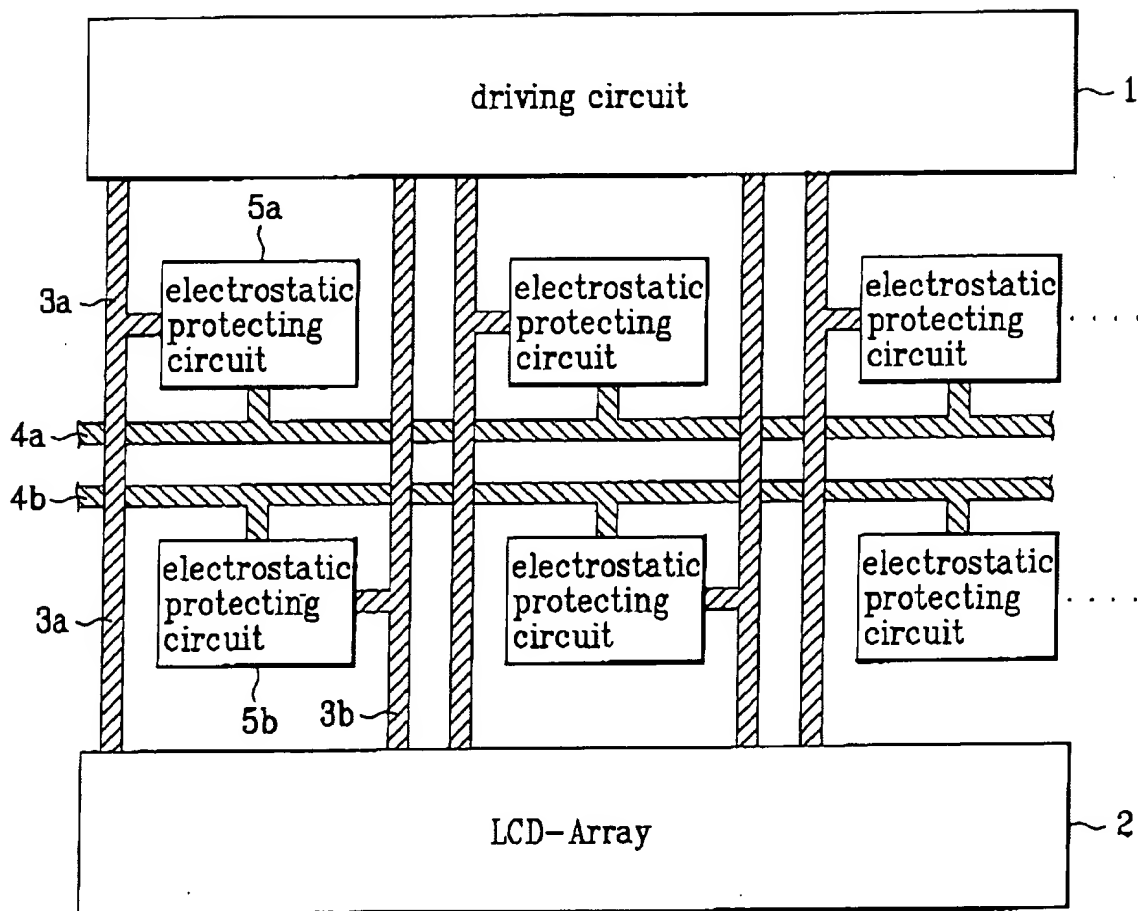 driving circuit
1
5a
3a
electrostatic
protecting
circuit
electrostatic
protecting
circuit
electrostatic
protecting
circuit
4a
4b
electrostatic
protecting
circuit
electrostatic
protecting
circuit
electrostatic
protecting
circuit
3a
5b
3b
LCD-Array
2